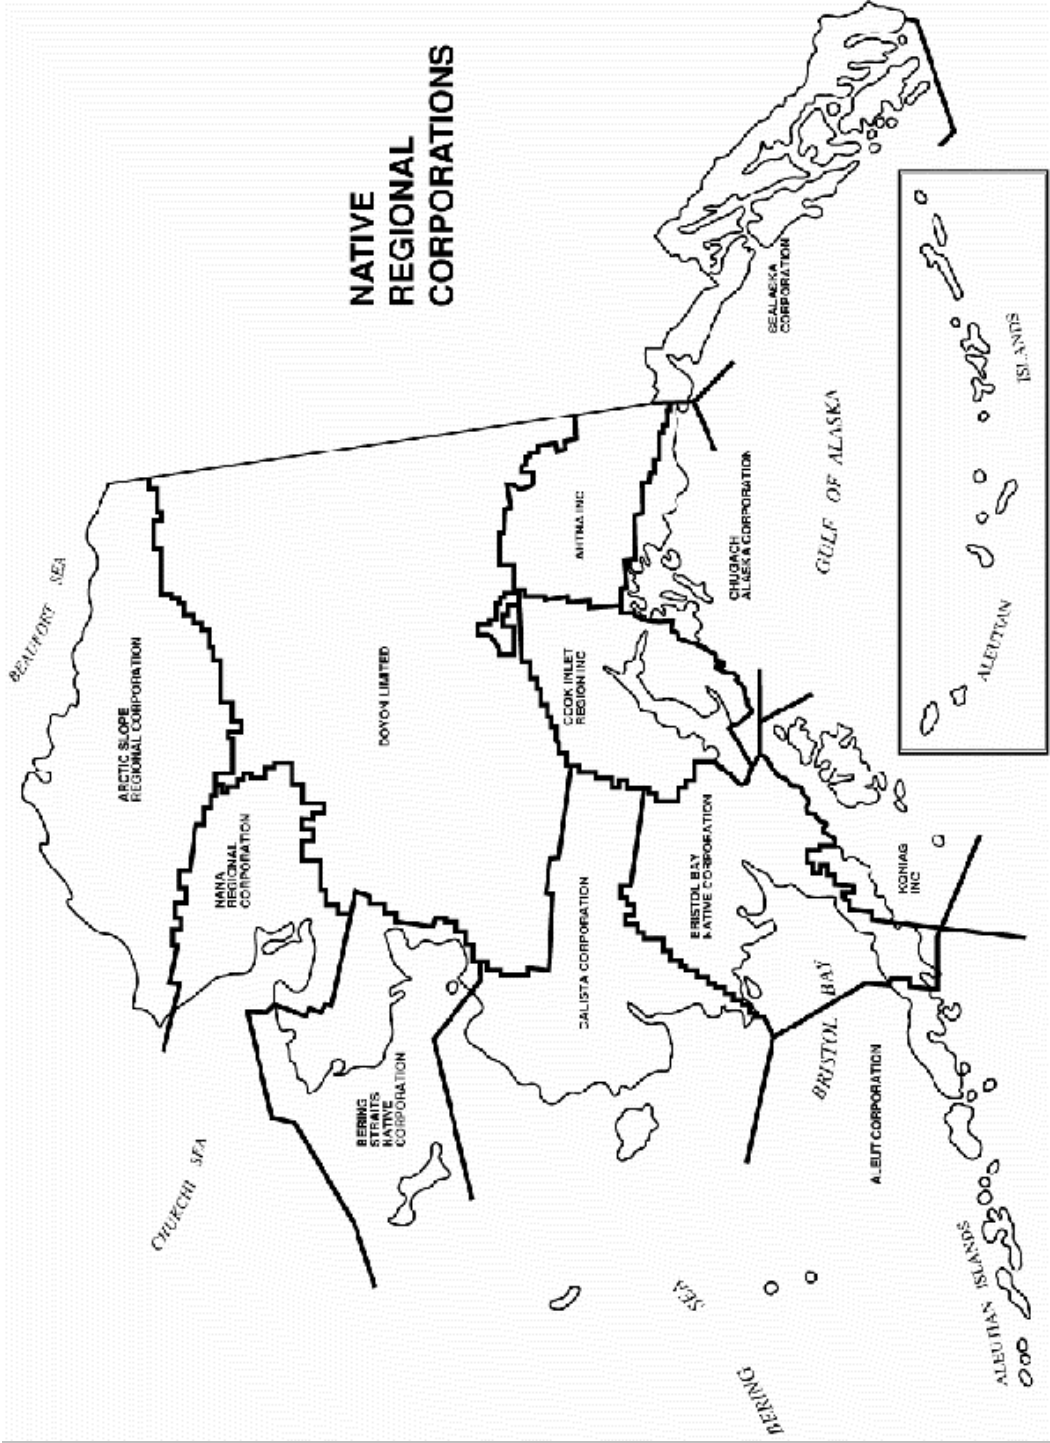 NATIVE
REGIONAL
CORPORATIONS
BEAUFORT SEA
CHUKCHI SEA
ARCTIC SLOPE
REGIONAL CORPORATION
NANA
REGIONAL
CORPORATION
DOYON LIMITED
BERING
STRAITS
NATIVE
CORPORATION
CALISTA CORPORATION
COOK INLET
REGION INC
AHTNA INC
CHUGACH
ALASKA CORPORATION
SEALASKA
CORPORATION
BRISTOL BAY
NATIVE CORPORATION
KONIAG
INC
ALEUT CORPORATION
GULF OF ALASKA
BRISTOL BAY
BERING SEA
ALEUTIAN ISLANDS
ALEUTIAN ISLANDS